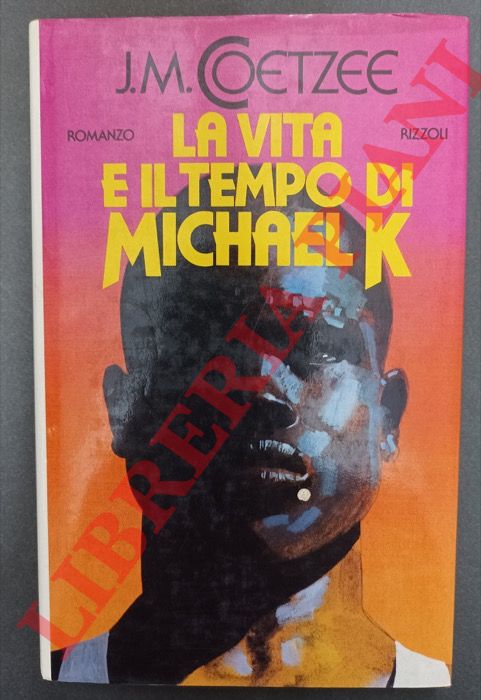 J.M. COETZEE
ROMANZO
RIZZOLI
LA VITA
E IL TEMPO DI
MICHAEL K
LIBRERIA PIANI